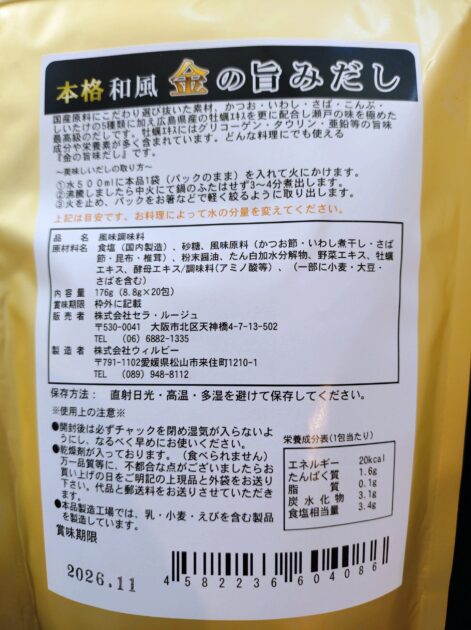 本格和風 金の旨みだし
国産原料にこだわり選び抜いた素材、かつお・いわし・さば・こんぶ・
しいたけの5種類に加え広島県産の牡蠣エキスを更に配合し瀬戸の味を極めた
最高級のだしです。牡蠣エキスにはグリコーゲン・タウリン・亜鉛等の旨味
成分や栄養素が多く含まれています。どんな料理にでも使える
『金の旨味だし』です。
～美味しいだしの取り方～
①水500mlに本品1袋（パックのまま）を入れて火にかけます。
②沸騰しましたら中火にて鍋のふたはせず3~4分煮出します。
③火を止め、パックをお箸などで軽く絞るように取り出します。
上記は目安です。お料理によって水の分量を変えてください。
品名 風味調味料
原材料名 食塩（国内製造）、砂糖、風味原料（かつお節・いわし煮干し・さば
節・昆布・椎茸）、粉末醤油、たん白加水分解物、野菜エキス、牡蠣
エキス、酵母エキス/調味料（アミノ酸等）、（一部に小麦・大豆・
さばを含む）
内容量 176g（8.8g×20包）
賞味期限 枠外に記載
販売者 株式会社セラ・ルージュ
〒530-0041 大阪市北区天神橋4-7-13-502
TEL （06）6882-1335
製造者 株式会社ウィルビー
〒791-1102愛媛県松山市来住町1210-1
TEL （089）948-8112
保存方法： 直射日光・高温・多湿を避けて保存してください。
※使用上の注意※
●開封後は必ずチャックを閉め湿気が入らないよ
うにし、なるべく早めにお使いください。
●乾燥剤が入っております。（食べられません）
万一品質等に、不都合な点がございましたらお
買い上げの日をご明記の上現品と外袋をお送り
下さい。代品と郵送料をお送りさせていただき
ます。
●本品製造工場では、乳・小麦・えびを含む製品
を製造しています。
賞味期限
2026.11
栄養成分表（1包当たり）
エネルギー 20kcal
たんぱく質 1.6g
脂質 0.1g
炭水化物 3.1g
食塩相当量 3.4g
4582236604086